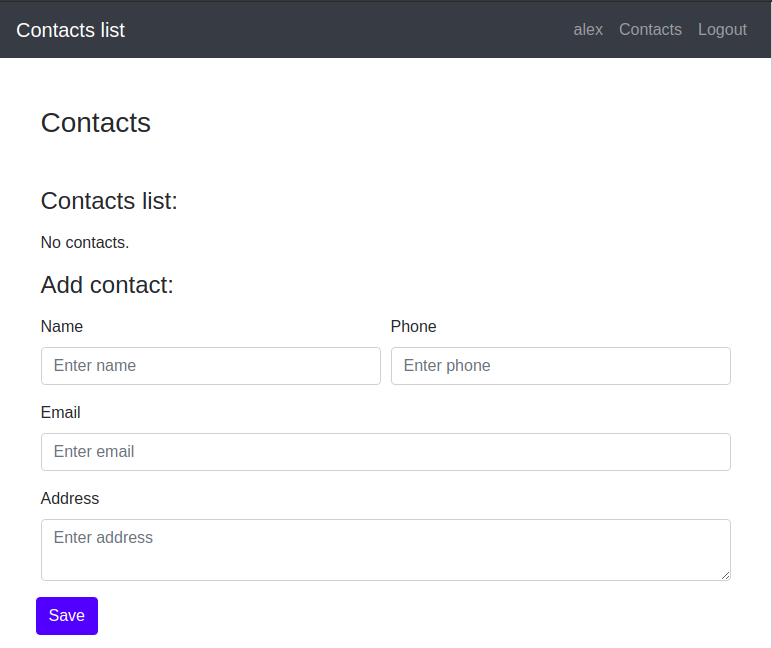 Contacts list alex Contacts Logout
Contacts
Contacts list:
No contacts.
Add contact:
Name Phone
Enter name Enter phone
Email
Enter email
Address
Enter address
Save